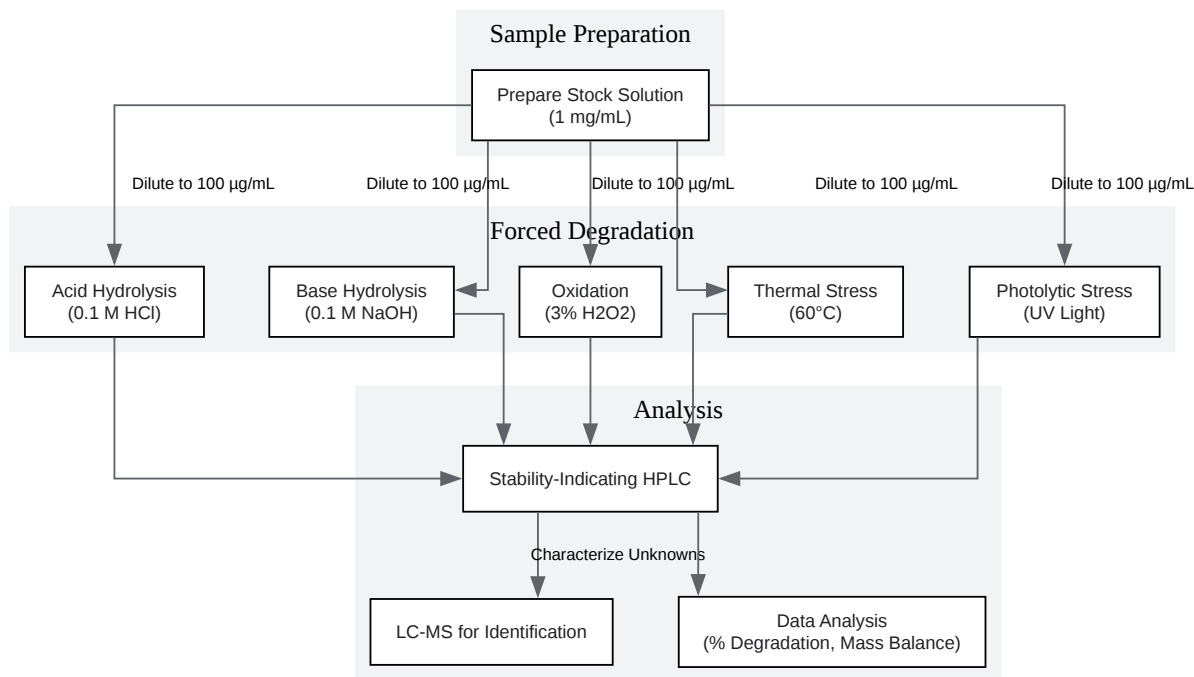 Sample Preparation
Prepare Stock Solution
(1 mg/mL)
Dilute to 100 µg/mL
Dilute to 100 µg/mL
Dilute to 100 µg/mL
Dilute to 100 µg/mL
Dilute to 100 µg/mL
Forced Degradation
Acid Hydrolysis
(0.1 M HCl)
Base Hydrolysis
(0.1 M NaOH)
Oxidation
(3% H2O2)
Thermal Stress
(60°C)
Photolytic Stress
(UV Light)
Analysis
Stability-Indicating HPLC
Characterize Unknowns
LC-MS for Identification
Data Analysis
(% Degradation, Mass Balance)